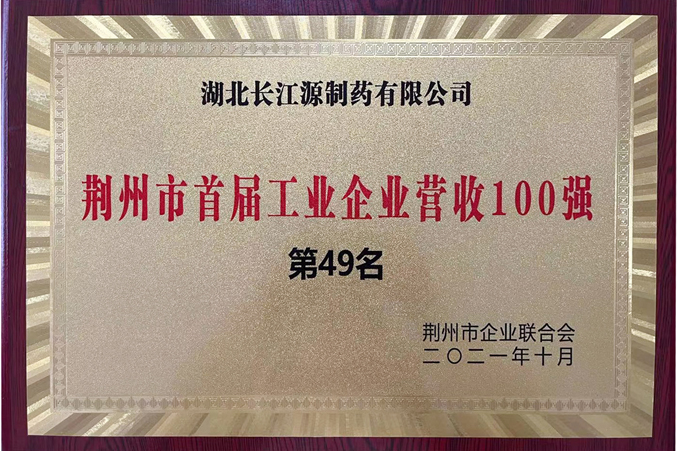 湖北长江源制药有限公司
荆州市首届工业企业营收100强
第49名
荆州市企业联合会
二〇二一年十月